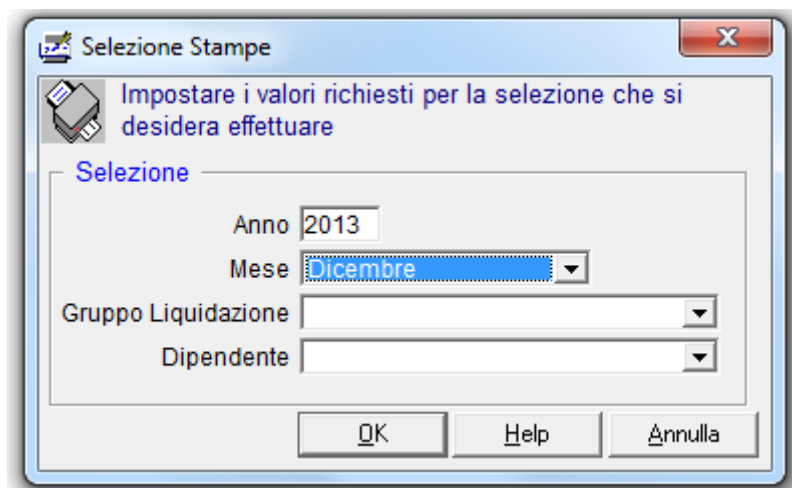 Selezione Stampe
Impostare i valori richiesti per la selezione che si
desidera effettuare
Selezione
Anno 2013
Mese Dicembre
Gruppo Liquidazione
Dipendente
OK Help Annulla